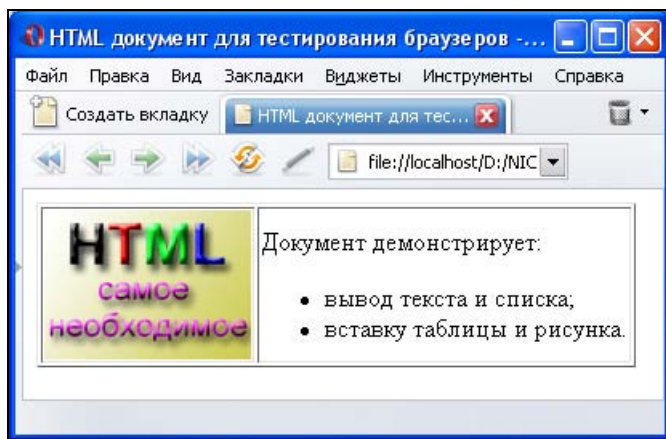 HTML документ для тестирования браузеров -...
Файл Правка Вид Закладки Виджеты Инструменты Справка
Создать вкладку HTML документ для тес...
file://localhost/D:/NIC
HTML
самое
необходимое
Документ демонстрирует:
• вывод текста и списка;
• вставку таблицы и рисунка.